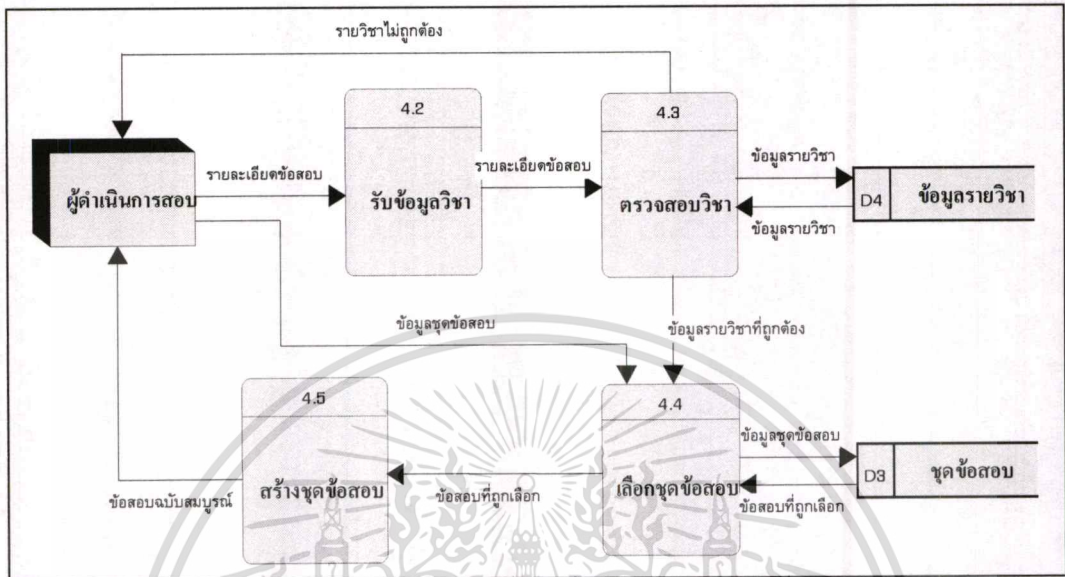 รายวิชาไม่ถูกต้อง
4.2
4.3
ผู้ดำเนินการสอบ
รายละเอียดข้อสอบ
รับข้อมูลวิชา
รายละเอียดข้อสอบ
ตรวจสอบวิชา
ข้อมูลรายวิชา
ข้อมูลรายวิชา
D4
ข้อมูลรายวิชา
ข้อมูลชุดข้อสอบ
ข้อมูลรายวิชาที่ถูกต้อง
4.5
4.4
ข้อสอบฉบับสมบูรณ์
สร้างชุดข้อสอบ
ข้อสอบที่ถูกเลือก
เลือกชุดข้อสอบ
ข้อมูลชุดข้อสอบ
ข้อสอบที่ถูกเลือก
D3
ชุดข้อสอบ